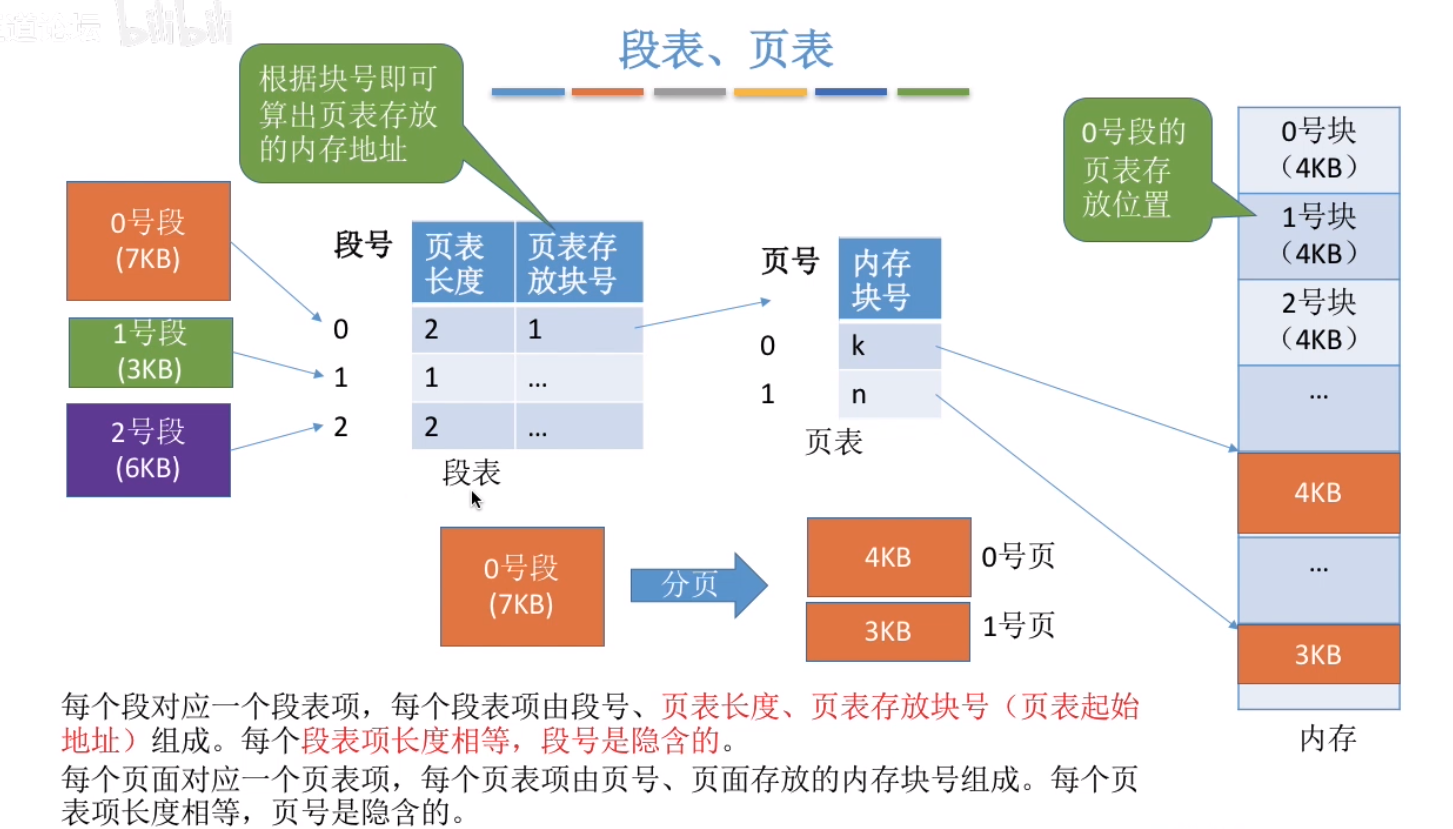 bilibili
段表、页表
根据块号即可
算出页表存放
的内存地址
0号段
(7KB)
1号段
(3KB)
2号段
(6KB)
段号
页表
长度
页表存
放块号
0
2
1
1
1
...
2
2
...
段表
页号
内存
块号
0
k
1
n
页表
0号段的
页表存
放位置
0号块
（4KB）
1号块
（4KB）
2号块
（4KB）
...
4KB
...
3KB
内存
0号段
(7KB)
分页
4KB
0号页
3KB
1号页
每个段对应一个段表项，每个段表项由段号、页表长度、页表存放块号（页表起始
地址）组成。每个段表项长度相等，段号是隐含的。
每个页面对应一个页表项，每个页表项由页号、页面存放的内存块号组成。每个页
表项长度相等，页号是隐含的。